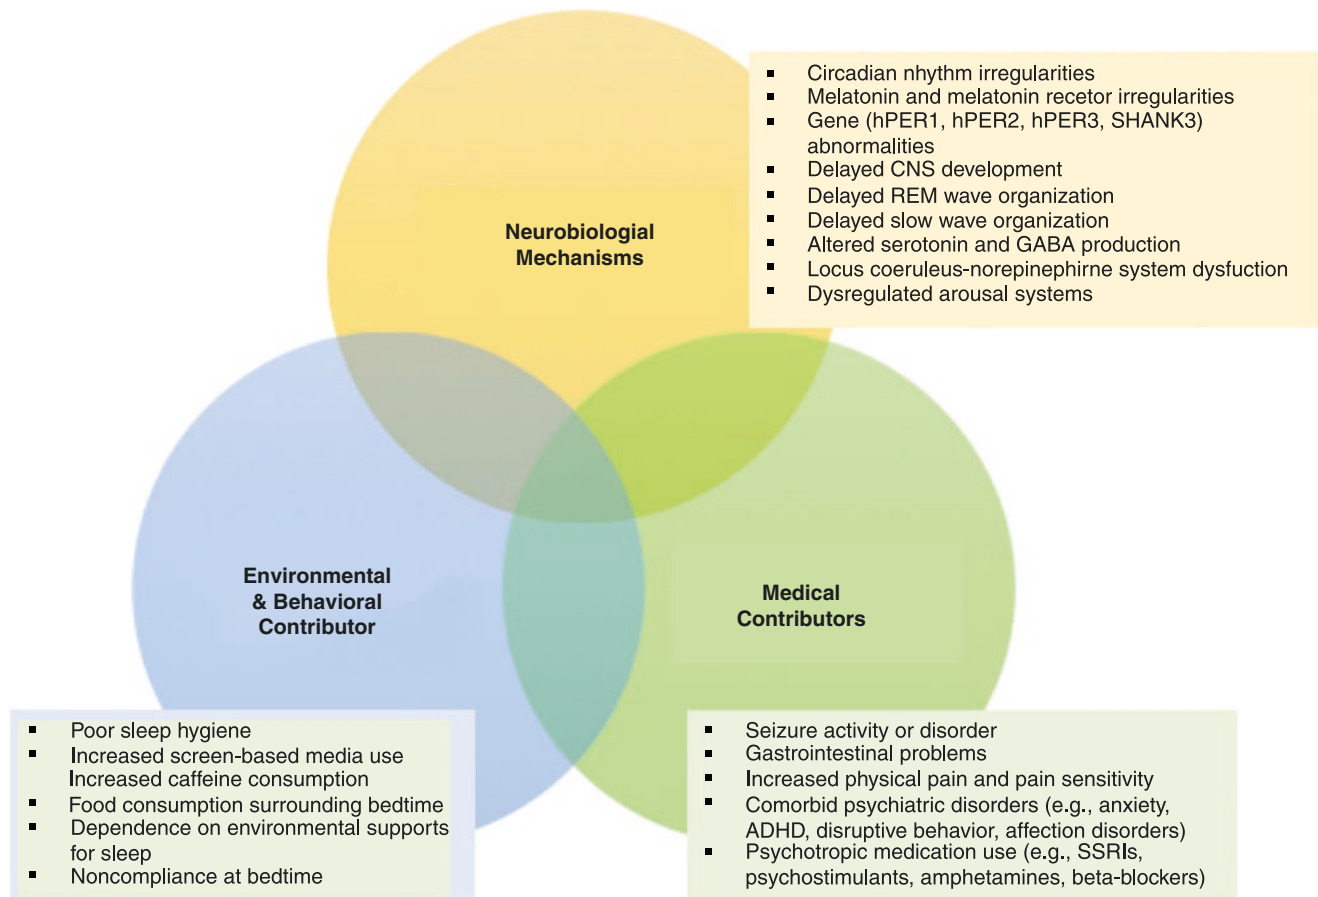 Neurobiologial
Mechanisms
▪ Circadian nhythm irregularities
▪ Melatonin and melatonin recetor irregularities
▪ Gene (hPER1, hPER2, hPER3, SHANK3)
abnormalities
▪ Delayed CNS development
▪ Delayed REM wave organization
▪ Delayed slow wave organization
▪ Altered serotonin and GABA production
▪ Locus coeruleus-norepinephirne system dysfuction
▪ Dysregulated arousal systems
Environmental
& Behavioral
Contributor
Medical
Contributors
▪ Poor sleep hygiene
▪ Increased screen-based media use
Increased caffeine consumption
▪ Food consumption surrounding bedtime
▪ Dependence on environmental supports
for sleep
▪ Noncompliance at bedtime
▪ Seizure activity or disorder
▪ Gastrointestinal problems
▪ Increased physical pain and pain sensitivity
▪ Comorbid psychiatric disorders (e.g., anxiety,
ADHD, disruptive behavior, affection disorders)
▪ Psychotropic medication use (e.g., SSRIs,
psychostimulants, amphetamines, beta-blockers)